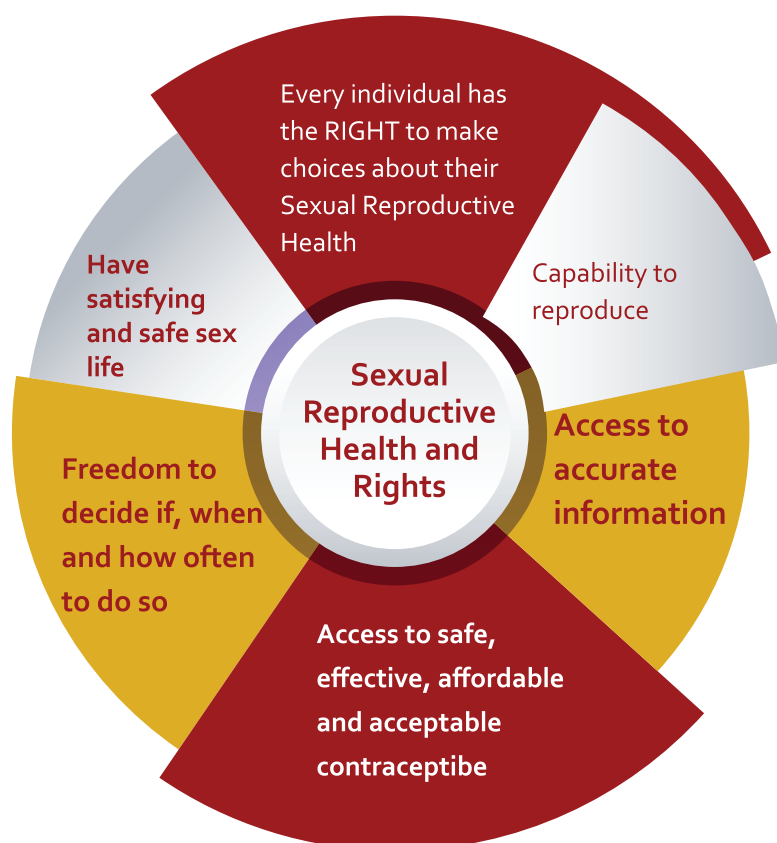 Every individual has
the RIGHT to make
choices about their
Sexual Reproductive
Health
Capability to
reproduce
Access to
accurate
information
Access to safe,
effective, affordable
and acceptable
contraceptibe
Freedom to
decide if, when
and how often
to do so
Have
satisfying
and safe sex
life
Sexual
Reproductive
Health and
Rights